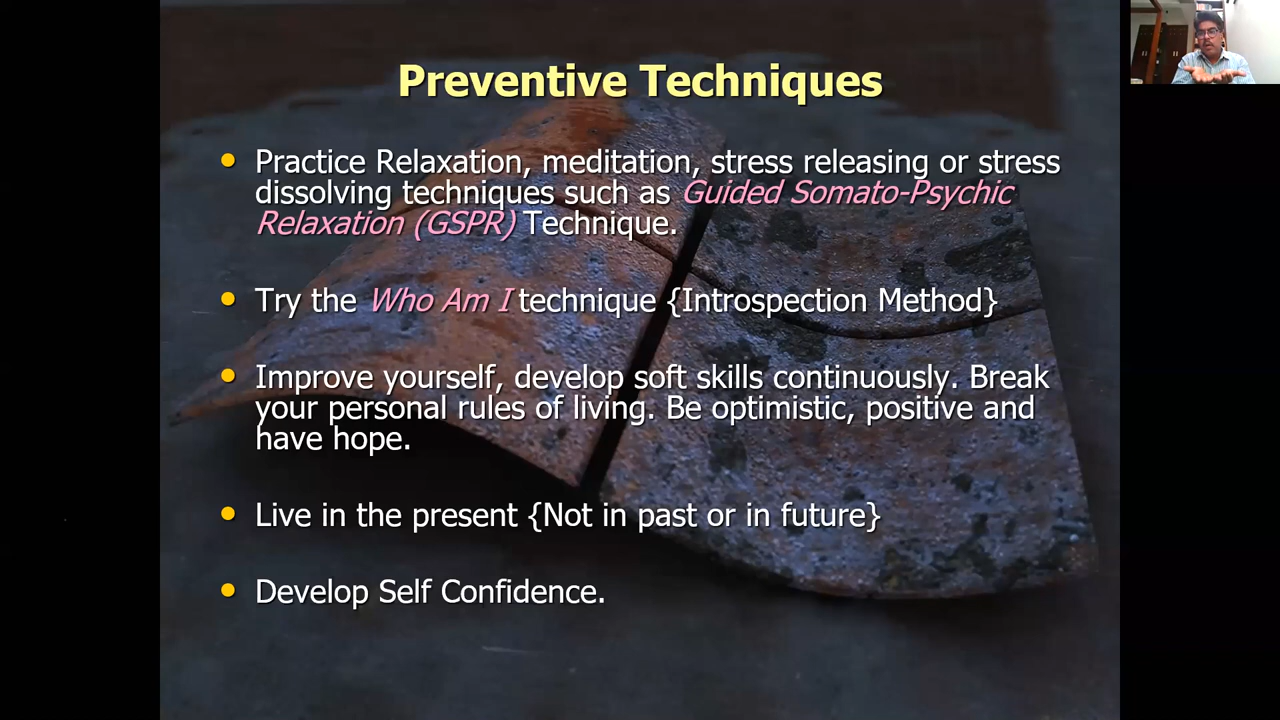 Preventive Techniques
Practice Relaxation, meditation, stress releasing or stress
dissolving techniques such as Guided Somato-Psychic
Relaxation (GSPR) Technique.
Try the Who Am I technique {Introspection Method}
Improve yourself, develop soft skills continuously. Break
your personal rules of living. Be optimistic, positive and
have hope.
Live in the present {Not in past or in future}
Develop Self Confidence.